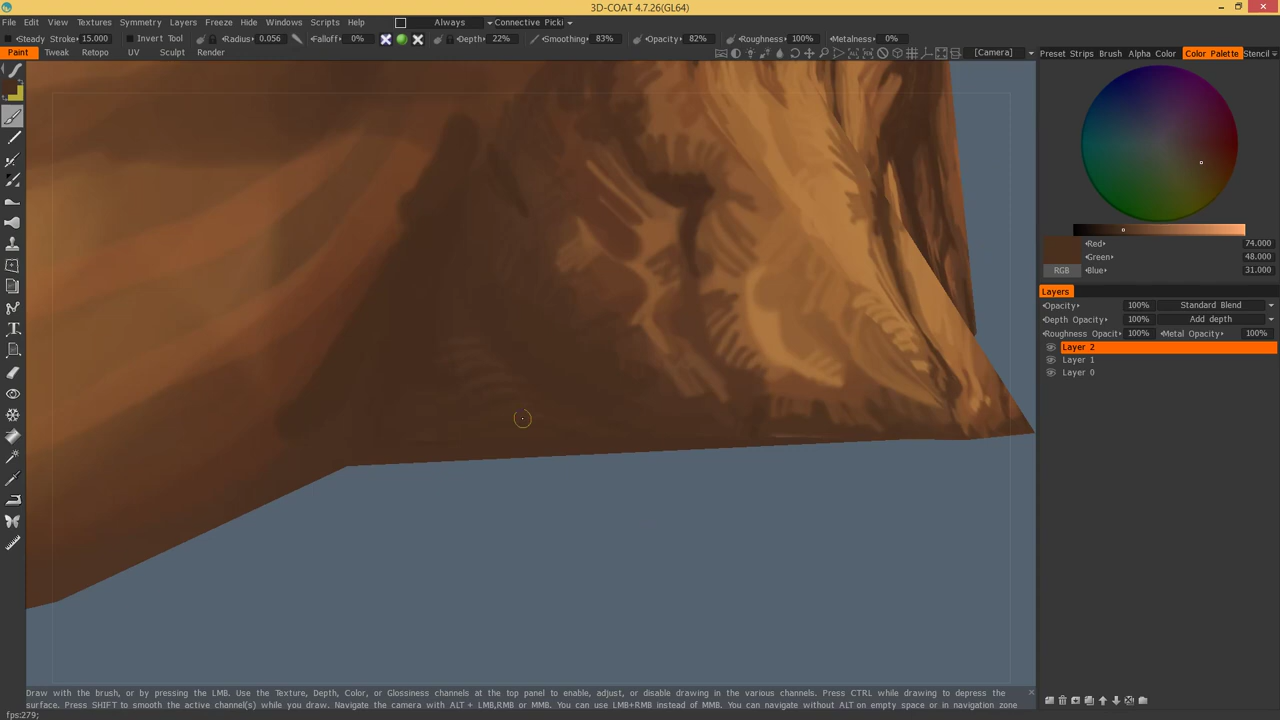 3D-COAT 4.7.26(GL64)
File Edit View Textures Symmetry Layers Freeze Hide Windows Scripts Help Always Connective Picki
Steady Stroke 15.000 Invert Tool Radius 0.056 Falloff 0% Depth 22% Smoothing 83% Opacity 82% Roughness 100% Metalness 0%
Paint Tweak Retopo UV Sculpt Render [Camera] Preset Strips Brush Alpha Color Color Palette Stencil
Red 74.000
Green 48.000
RGB Blue 31.000
Layers
Opacity 100% Standard Blend
Depth Opacity 100% Add depth
Roughness Opacit 100% Metal Opacity 100%
Layer 2
Layer 1
Layer 0
Draw with the brush, or by pressing the LMB. Use the Texture, Depth, Color, or Glossiness channels at the top panel to enable, adjust, or disable drawing in the various channels. Press CTRL while drawing to depress the
surface. Press SHIFT to smooth the active channel(s) while you draw. Navigate the camera with ALT + LMB,RMB or MMB. You can use LMB+RMB instead of MMB. You can navigate without ALT on empty space or in navigation zone
fps:279;